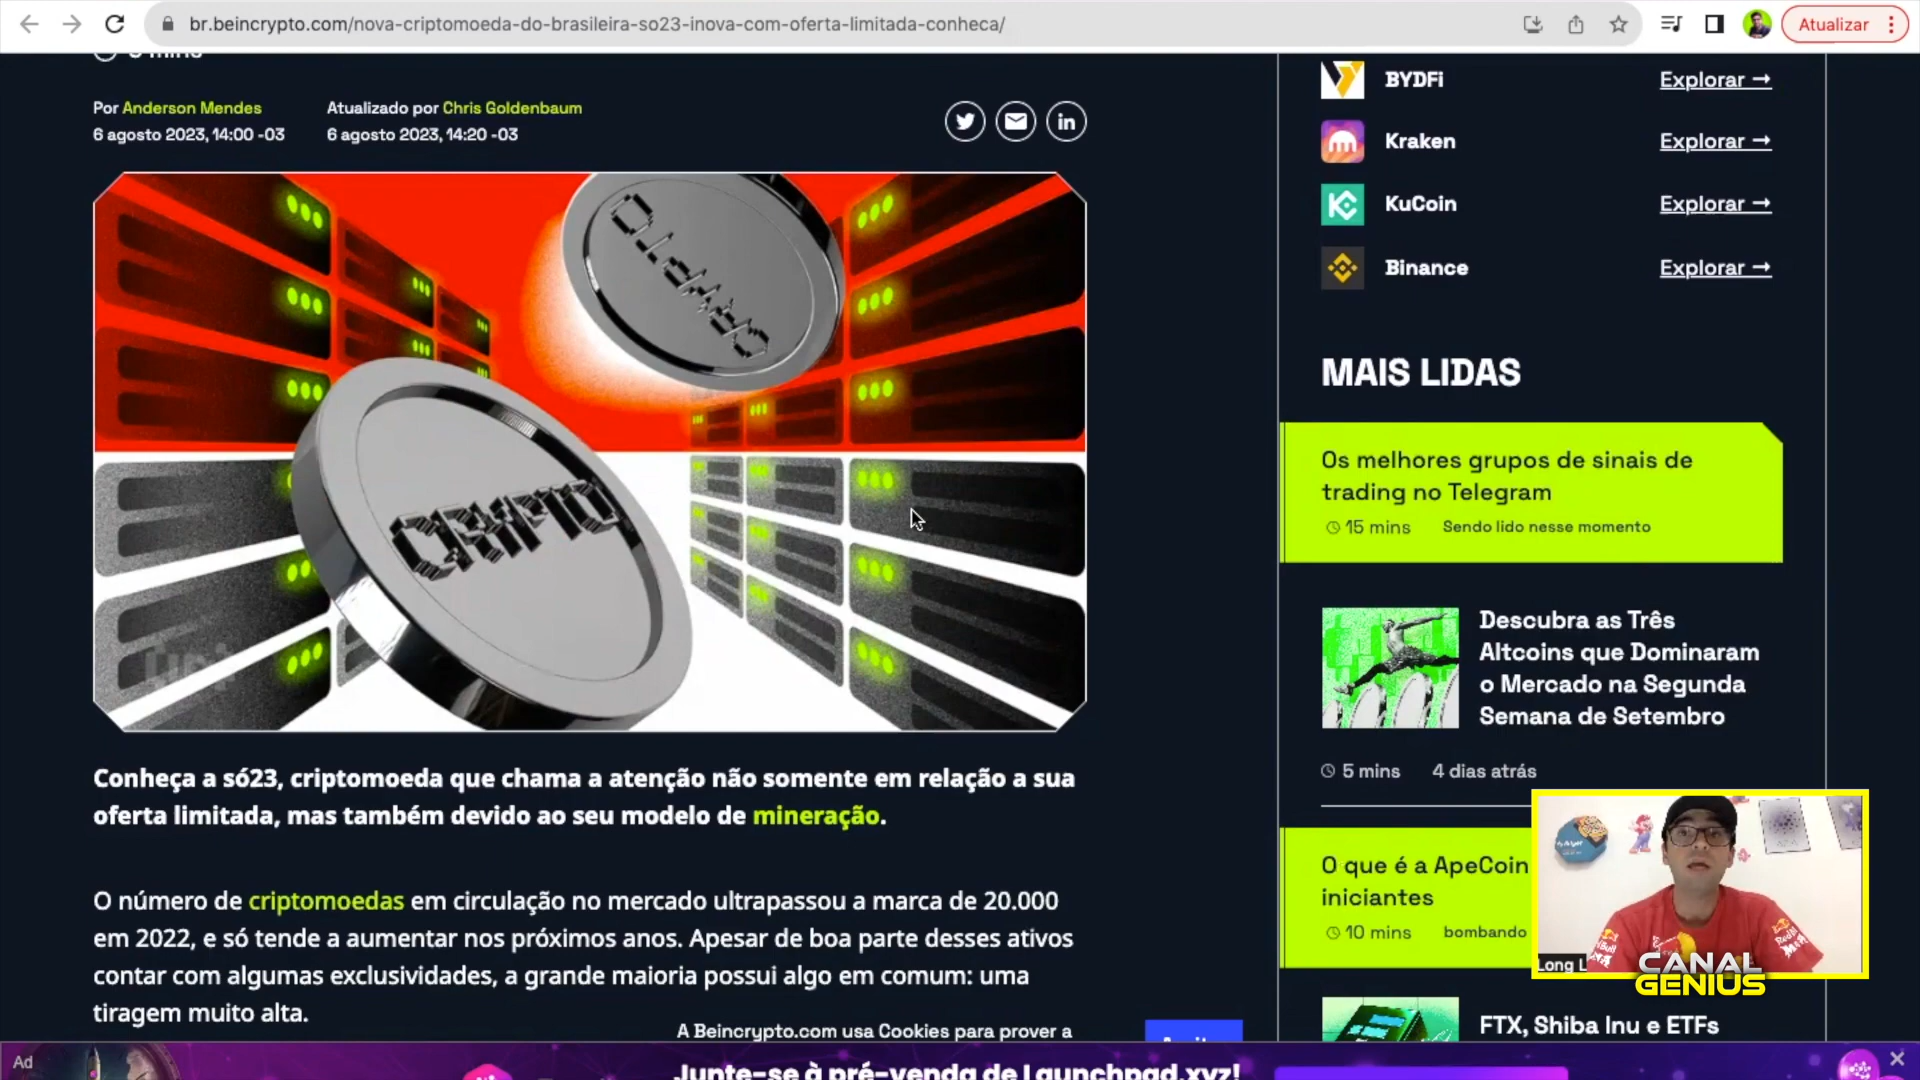 br.beincrypto.com/nova-criptomoeda-do-brasileira-so23-inova-com-oferta-limitada-conheca/
Atualizar
Por Anderson Mendes
6 agosto 2023, 14:00 -03
Atualizado por Chris Goldenbaum
6 agosto 2023, 14:20 -03
CRYPTO
CRYPTO
Conheça a só23, criptomoeda que chama a atenção não somente em relação a sua
oferta limitada, mas também devido ao seu modelo de mineração.
O número de criptomoedas em circulação no mercado ultrapassou a marca de 20.000
em 2022, e só tende a aumentar nos próximos anos. Apesar de boa parte desses ativos
contar com algumas exclusividades, a grande maioria possui algo em comum: uma
tiragem muito alta.
BYDFi Explorar →
Kraken Explorar →
KuCoin Explorar →
Binance Explorar →
MAIS LIDAS
Os melhores grupos de sinais de
trading no Telegram
15 mins Sendo lido nesse momento
Descubra as Três
Altcoins que Dominaram
o Mercado na Segunda
Semana de Setembro
5 mins 4 dias atrás
O que é a ApeCoin
iniciantes
10 mins bombando
FTX, Shiba Inu e ETFs
Long L
CANAL
GENIUS
A Beincrypto.com usa Cookies para prover a
Ad
Junte-se à pré-venda de Launchpad.xyz!